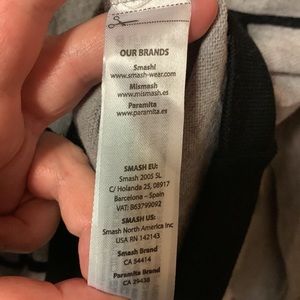 OUR BRANDS
Smash!
www.smash-wear.com
Mismash
www.mismash.es
Paramita
www.paramita.es
SMASH EU:
Smash 2005 SL
C/ Holanda 25, 08917
Barcelona – Spain
VAT: B63790092
SMASH US:
Smash North America Inc
USA RN 142143
Smash Brand
CA 54414
Paramita Brand
CA 29438